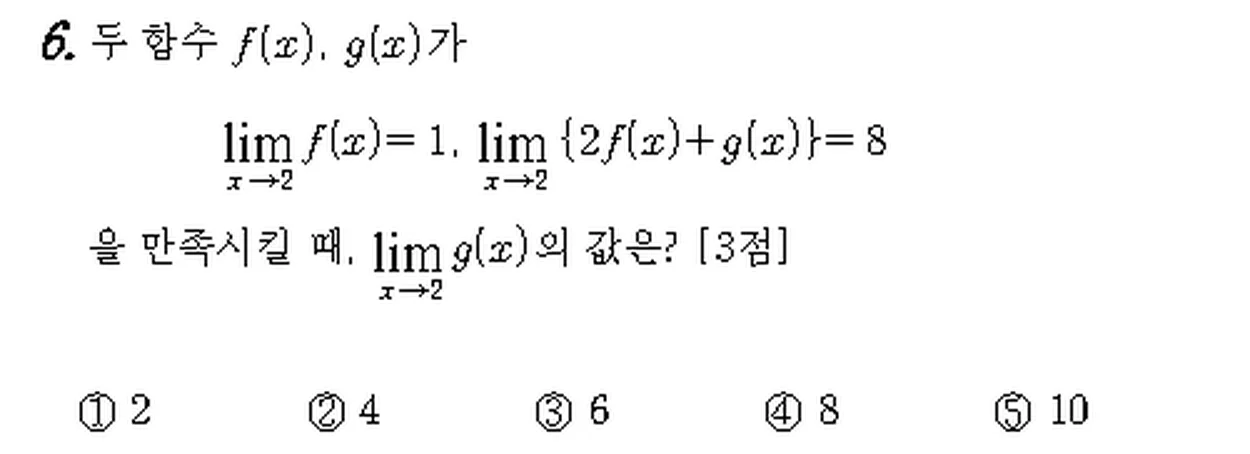 6. 두 함수 f(x), g(x)가
lim_{x→2} f(x)= 1, lim_{x→2} {2f(x)+g(x)}= 8
을 만족시킬 때, lim_{x→2} g(x)의 값은? [3점]
① 2 ② 4 ③ 6 ④ 8 ⑤ 10